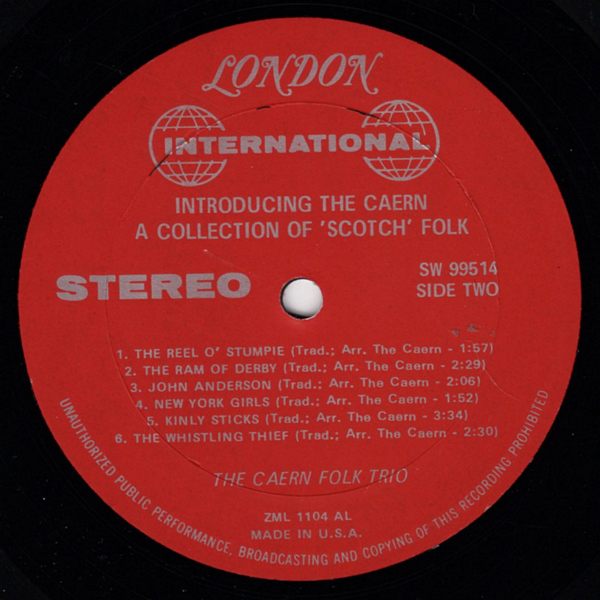 LONDON
INTERNATIONAL
INTRODUCING THE CAERN
A COLLECTION OF 'SCOTCH' FOLK
STEREO
SW 99514
SIDE TWO
1. THE REEL O' STUMPIE (Trad.; Arr. The Caern - 1:57)
2. THE RAM OF DERBY (Trad.; Arr. The Caern - 2:29)
3. JOHN ANDERSON (Trad.; Arr. The Caern - 2:06)
4. NEW YORK GIRLS (Trad.; Arr. The Caern - 1:52)
5. KINLY STICKS (Trad.; Arr. The Caern - 3:34)
6. THE WHISTLING THIEF (Trad.; Arr. The Caern - 2:30)
THE CAERN FOLK TRIO
ZML 1104 AL
MADE IN U.S.A.
UNAUTHORIZED PUBLIC PERFORMANCE, BROADCASTING AND COPYING OF THIS RECORDING PROHIBITED